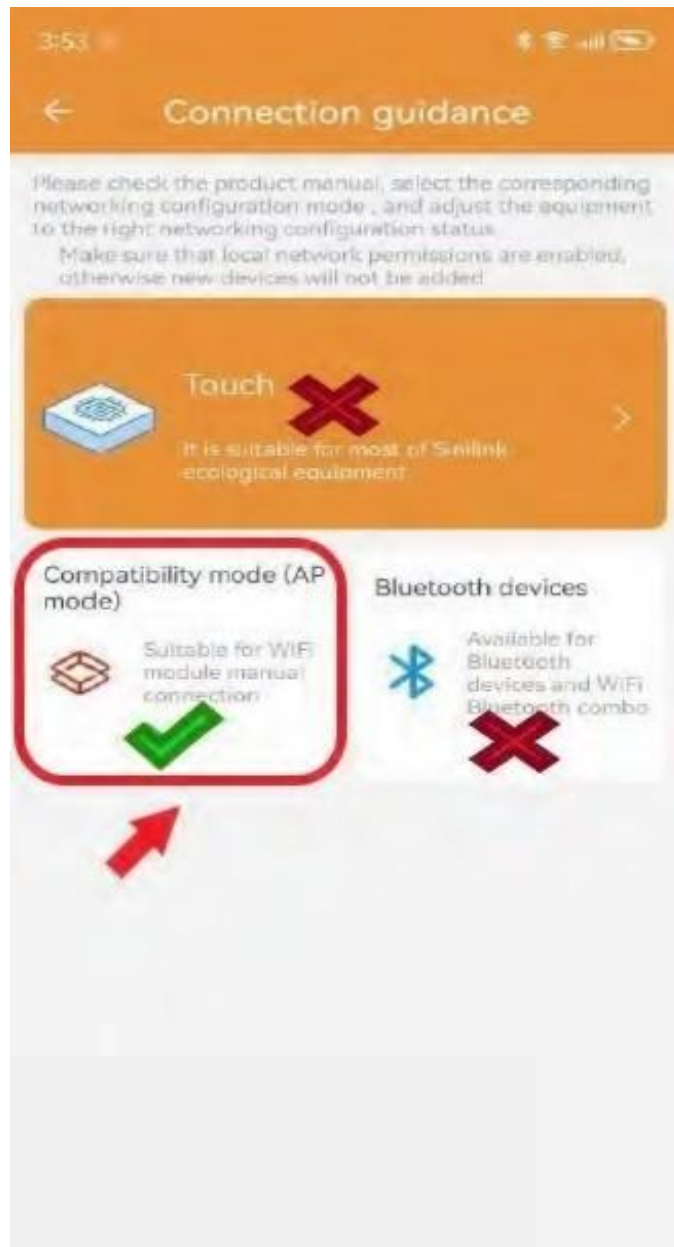 3:53
Connection guidance
Please check the product manual, select the corresponding
networking configuration mode , and adjust the equipment
to the right networking configuration status
Make sure that local network permissions are enabled,
otherwise new devices will not be added
Touch
It is suitable for most of Sinilink
ecological equipment
Compatibility mode (AP
mode)
Suitable for WiFi
module manual
connection
Bluetooth devices
Available for
Bluetooth
devices and WiFi
Bluetooth combo